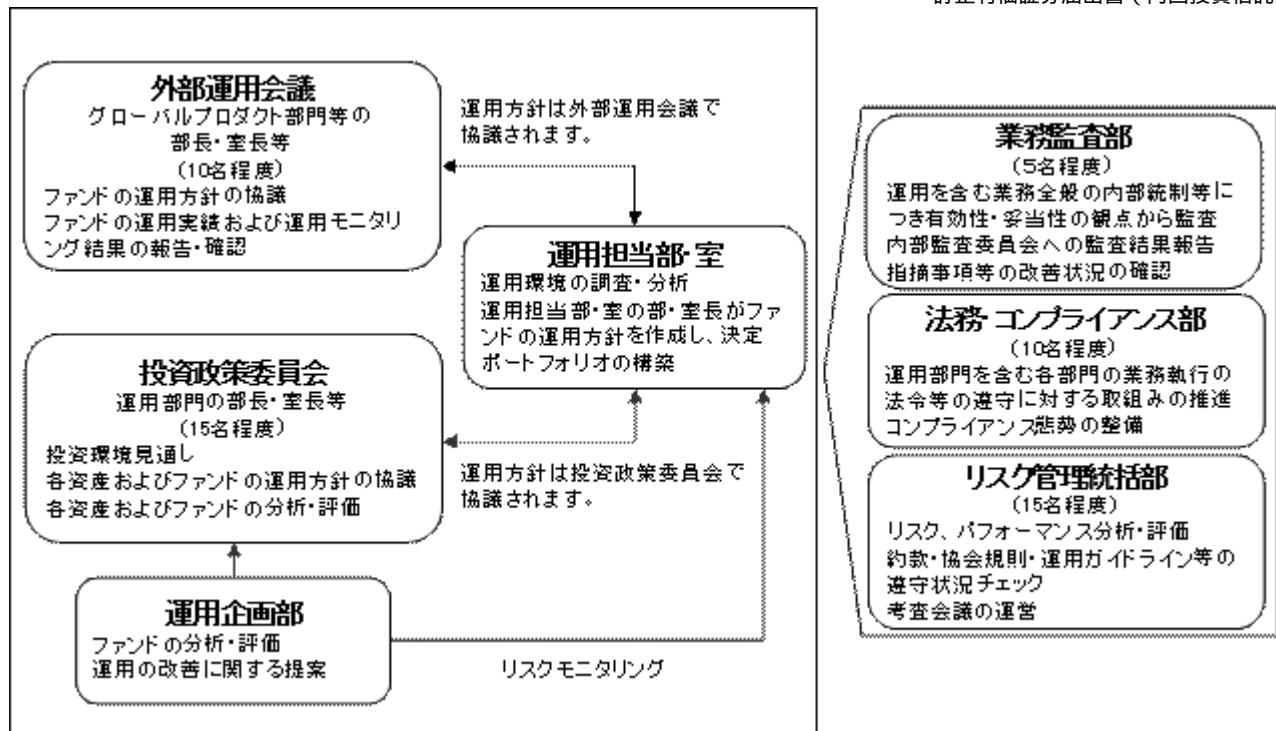 外部運用会議
グローバルプロダクト部門等の
部長・室長等
(10名程度)
ファンドの運用方針の協議
ファンドの運用実績および運用モニタリ
ング結果の報告・確認
運用方針は外部運用会議で
協議されます。
運用担当部・室
運用環境の調査・分析
運用担当部・室の部・室長がファ
ンドの運用方針を作成し、決定
ポートフォリオの構築
投資政策委員会
運用部門の部長・室長等
(15名程度)
投資環境見通し
各資産およびファンドの運用方針の協議
各資産およびファンドの分析・評価
運用方針は投資政策委員会で
協議されます。
運用企画部
ファンドの分析・評価
運用の改善に関する提案
リスクモニタリング
業務監査部
(5名程度)
運用を含む業務全般の内部統制等に
つき有効性・妥当性の観点から監査
内部監査委員会への監査結果報告
指摘事項等の改善状況の確認
法務・コンプライアンス部
(10名程度)
運用部門を含む各部門の業務執行の
法令等の遵守に対する取組みの推進
コンプライアンス態勢の整備
リスク管理統括部
(15名程度)
リスク、パフォーマンス分析・評価
約款・協会規則・運用ガイドライン等の
遵守状況チェック
考査会議の運営